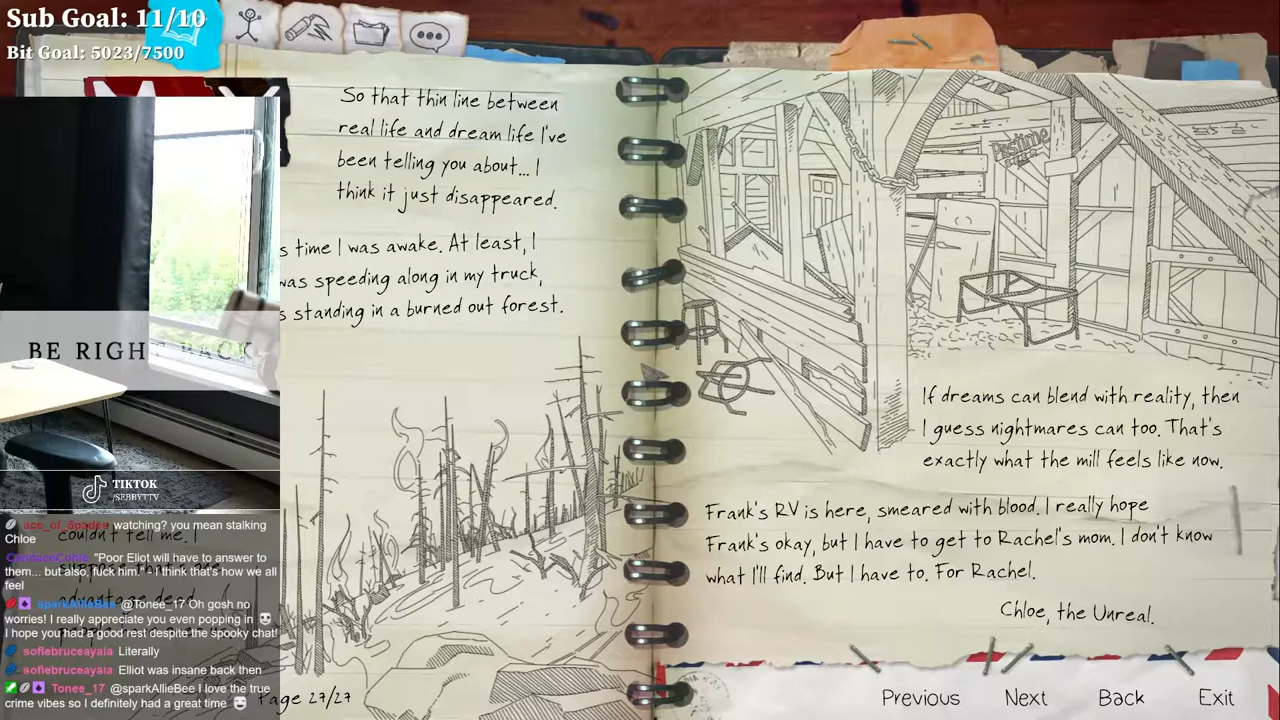 Sub Goal: 11/10
Bit Goal: 5023/7500
So that thin line between
real life and dream life I've
been telling you about... I
think it just disappeared.
s time I was awake. At least, I
was speeding along in my truck,
s standing in a burned out forest.
BE RIGHT BACK
TIKTOK
/SEBBYTTV
couldn't tell me. I
ace_of_5pades watching? you mean stalking
Chloe
"Poor Eliot will have to answer to
them... but also, fuck him." - I think that's how we all
feel
sparkAllieBee @Tonee_17 Oh gosh no
worries! I really appreciate you even popping in
I hope you had a good rest despite the spooky chat!
sofiebruceayala Literally
sofiebruceayala Elliot was insane back then
Tonee_17 @sparkAllieBee I love the true
crime vibes so I definitely had a great time
Page 27/27
Pastime
If dreams can blend with reality, then
I guess nightmares can too. That's
exactly what the mill feels like now.
Frank's RV is here, smeared with blood. I really hope
Frank's okay, but I have to get to Rachel's mom. I don't know
what I'll find. But I have to. For Rachel.
Chloe, the Unreal.
Previous
Next
Back
Exit